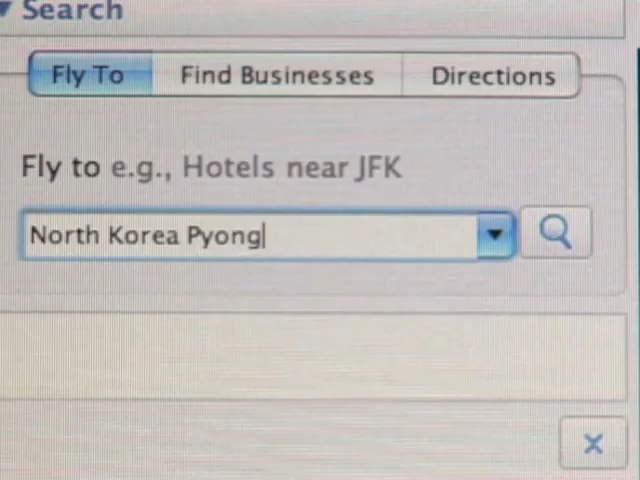 Search
Fly To Find Businesses Directions
Fly to e.g., Hotels near JFK
North Korea Pyong